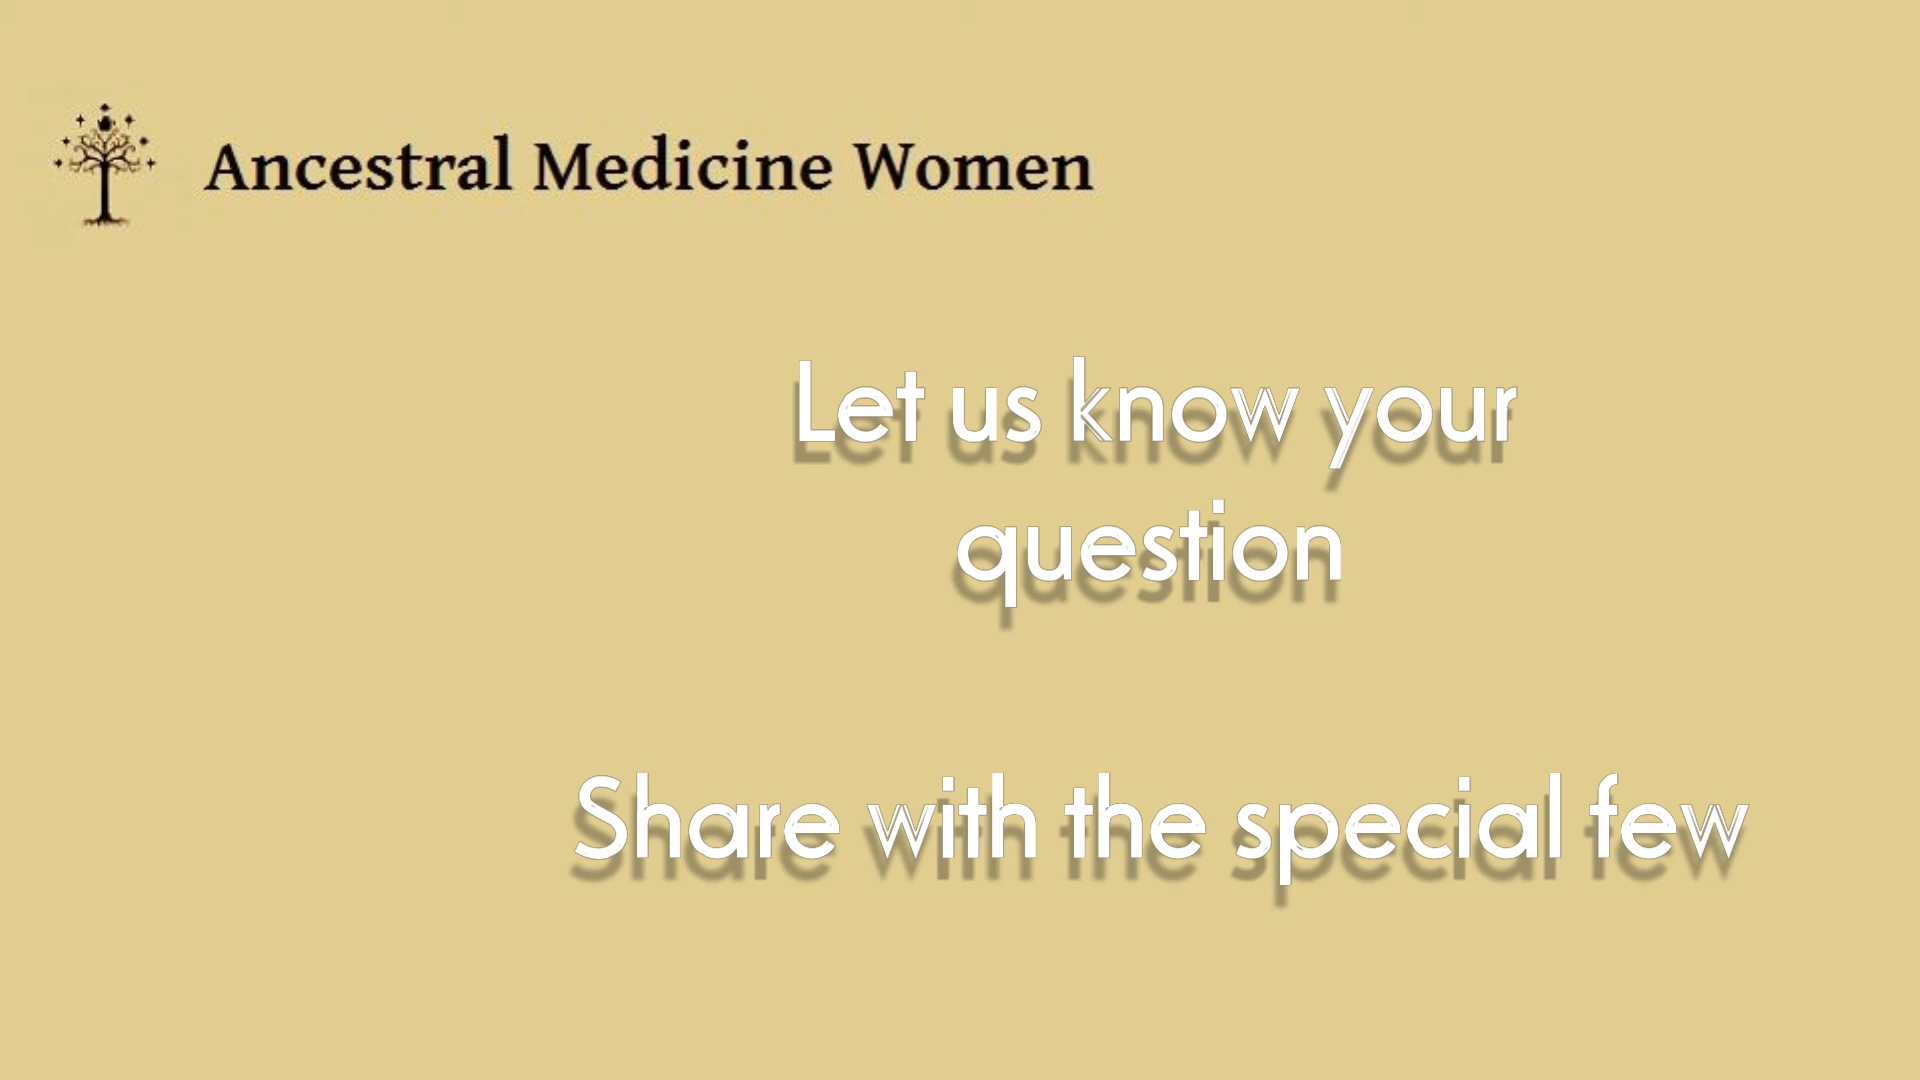 Ancestral Medicine Women
Let us know your
question
Share with the special few